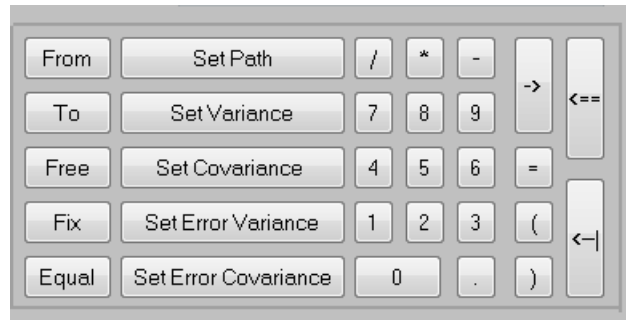 From Set Path / * - -> <==
To Set Variance 7 8 9
Free Set Covariance 4 5 6 =
Fix Set Error Variance 1 2 3 ( <--|
Equal Set Error Covariance 0 . )